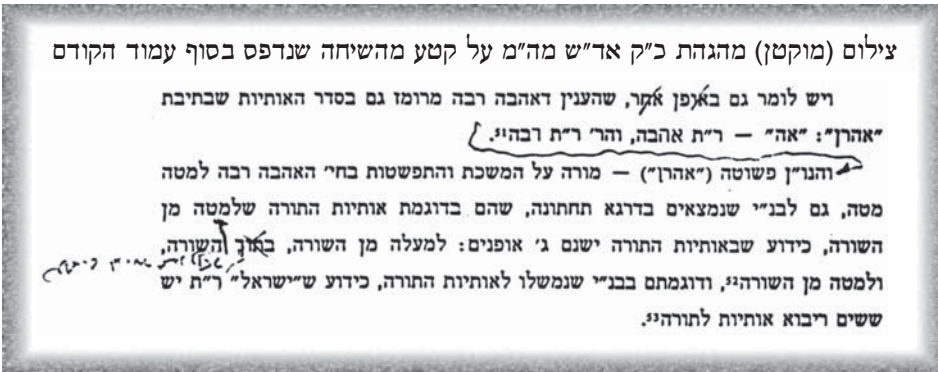 צילום (מוקטן) מהגהת כ"ק אד"ש מה"מ על קטע מהשיחה שנדפס בסוף עמוד הקודם
ויש לומר גם באופן אחר, שהענין דאהבה רבה מרומז גם בסדר האותיות שבתיבת
"אהרן": "אה" — ר"ת אהבה, והר' ר"ת רבה51.
והנו"ן פשוטה ("אהרן") — מורה על המשכת והתפשטות בחי' האהבה רבה למטה
מטה, גם לבנ"י שנמצאים בדרגא תחתונה, שהם בדוגמת אותיות התורה שלמטה מן
השורה, כידוע שבאותיות התורה ישנם ג' אופנים: למעלה מן השורה, בתוך השורה,
ולמטה מן השורה52, ודוגמתם בבנ"י שנמשלו לאותיות התורה, כידוע ש"ישראל" ר"ת יש
ששים ריבוא אותיות לתורה53.